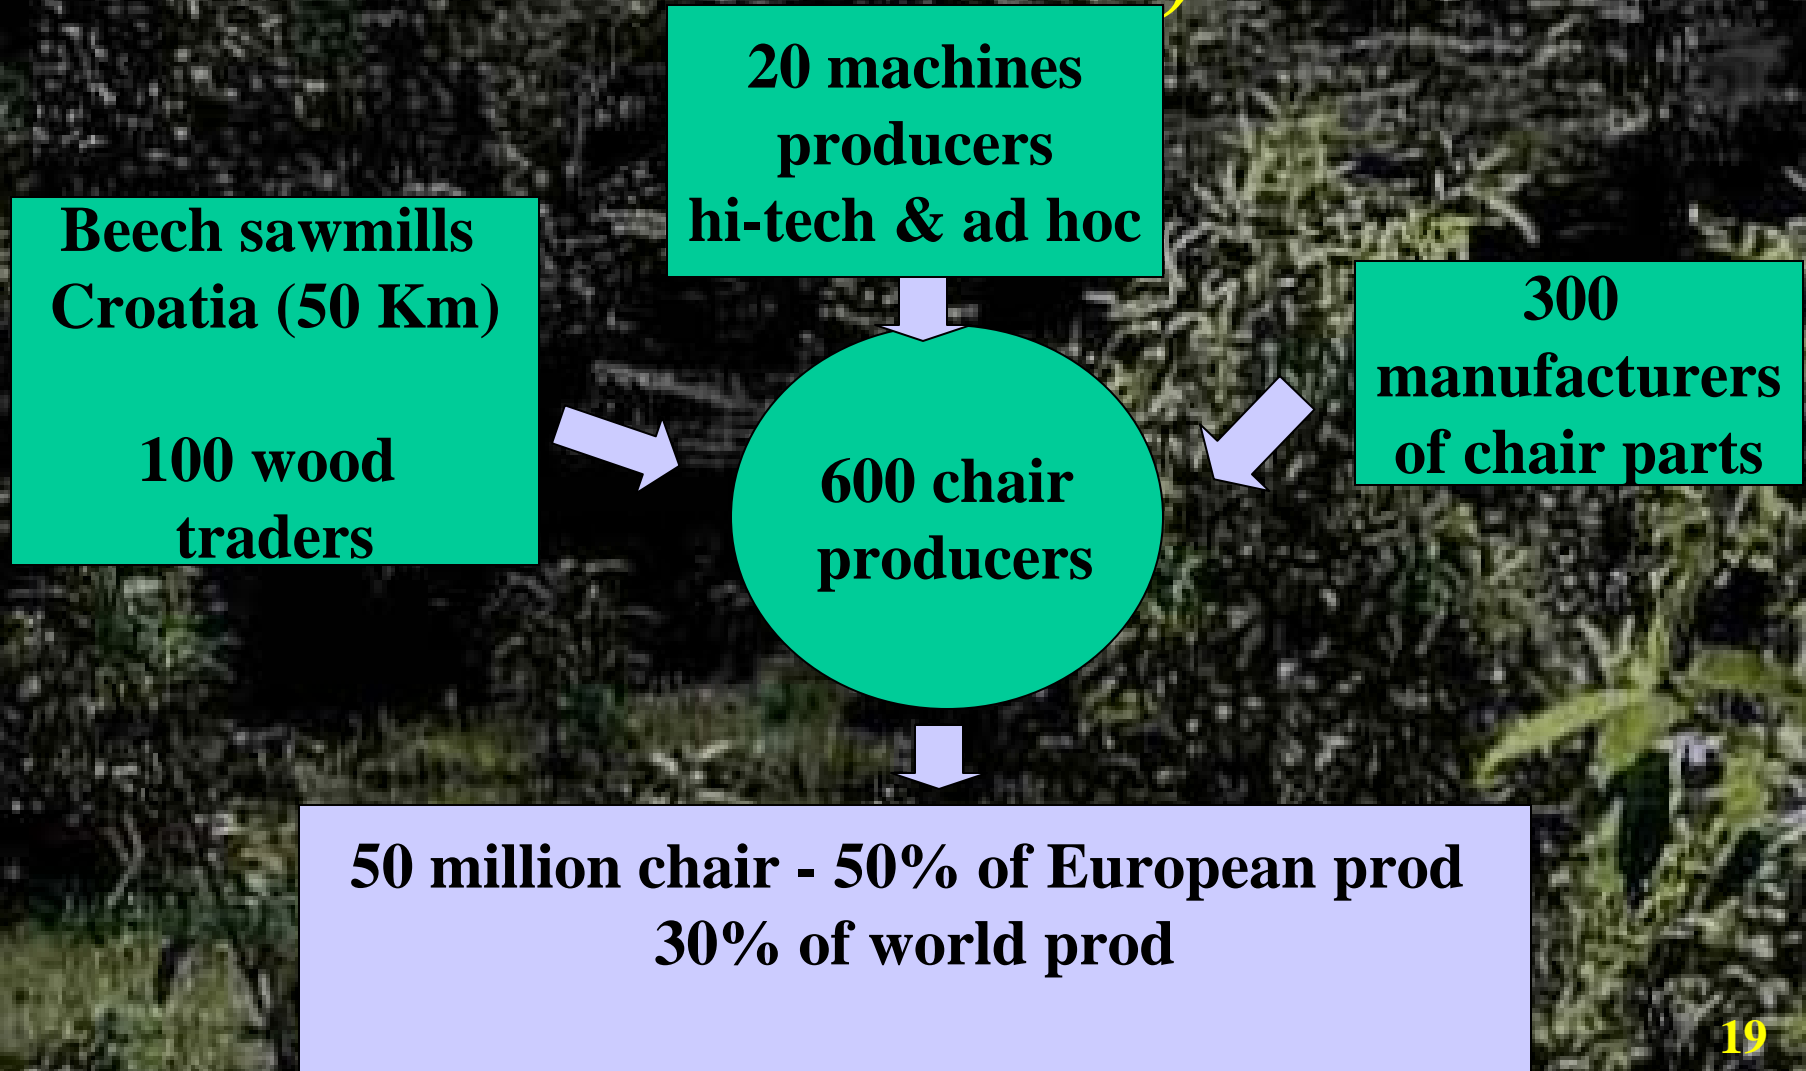 20 machines
producers
hi-tech & ad hoc
Beech sawmills
Croatia (50 Km)
100 wood
traders
300
manufacturers
of chair parts
600 chair
producers
50 million chair - 50% of European prod
30% of world prod
19